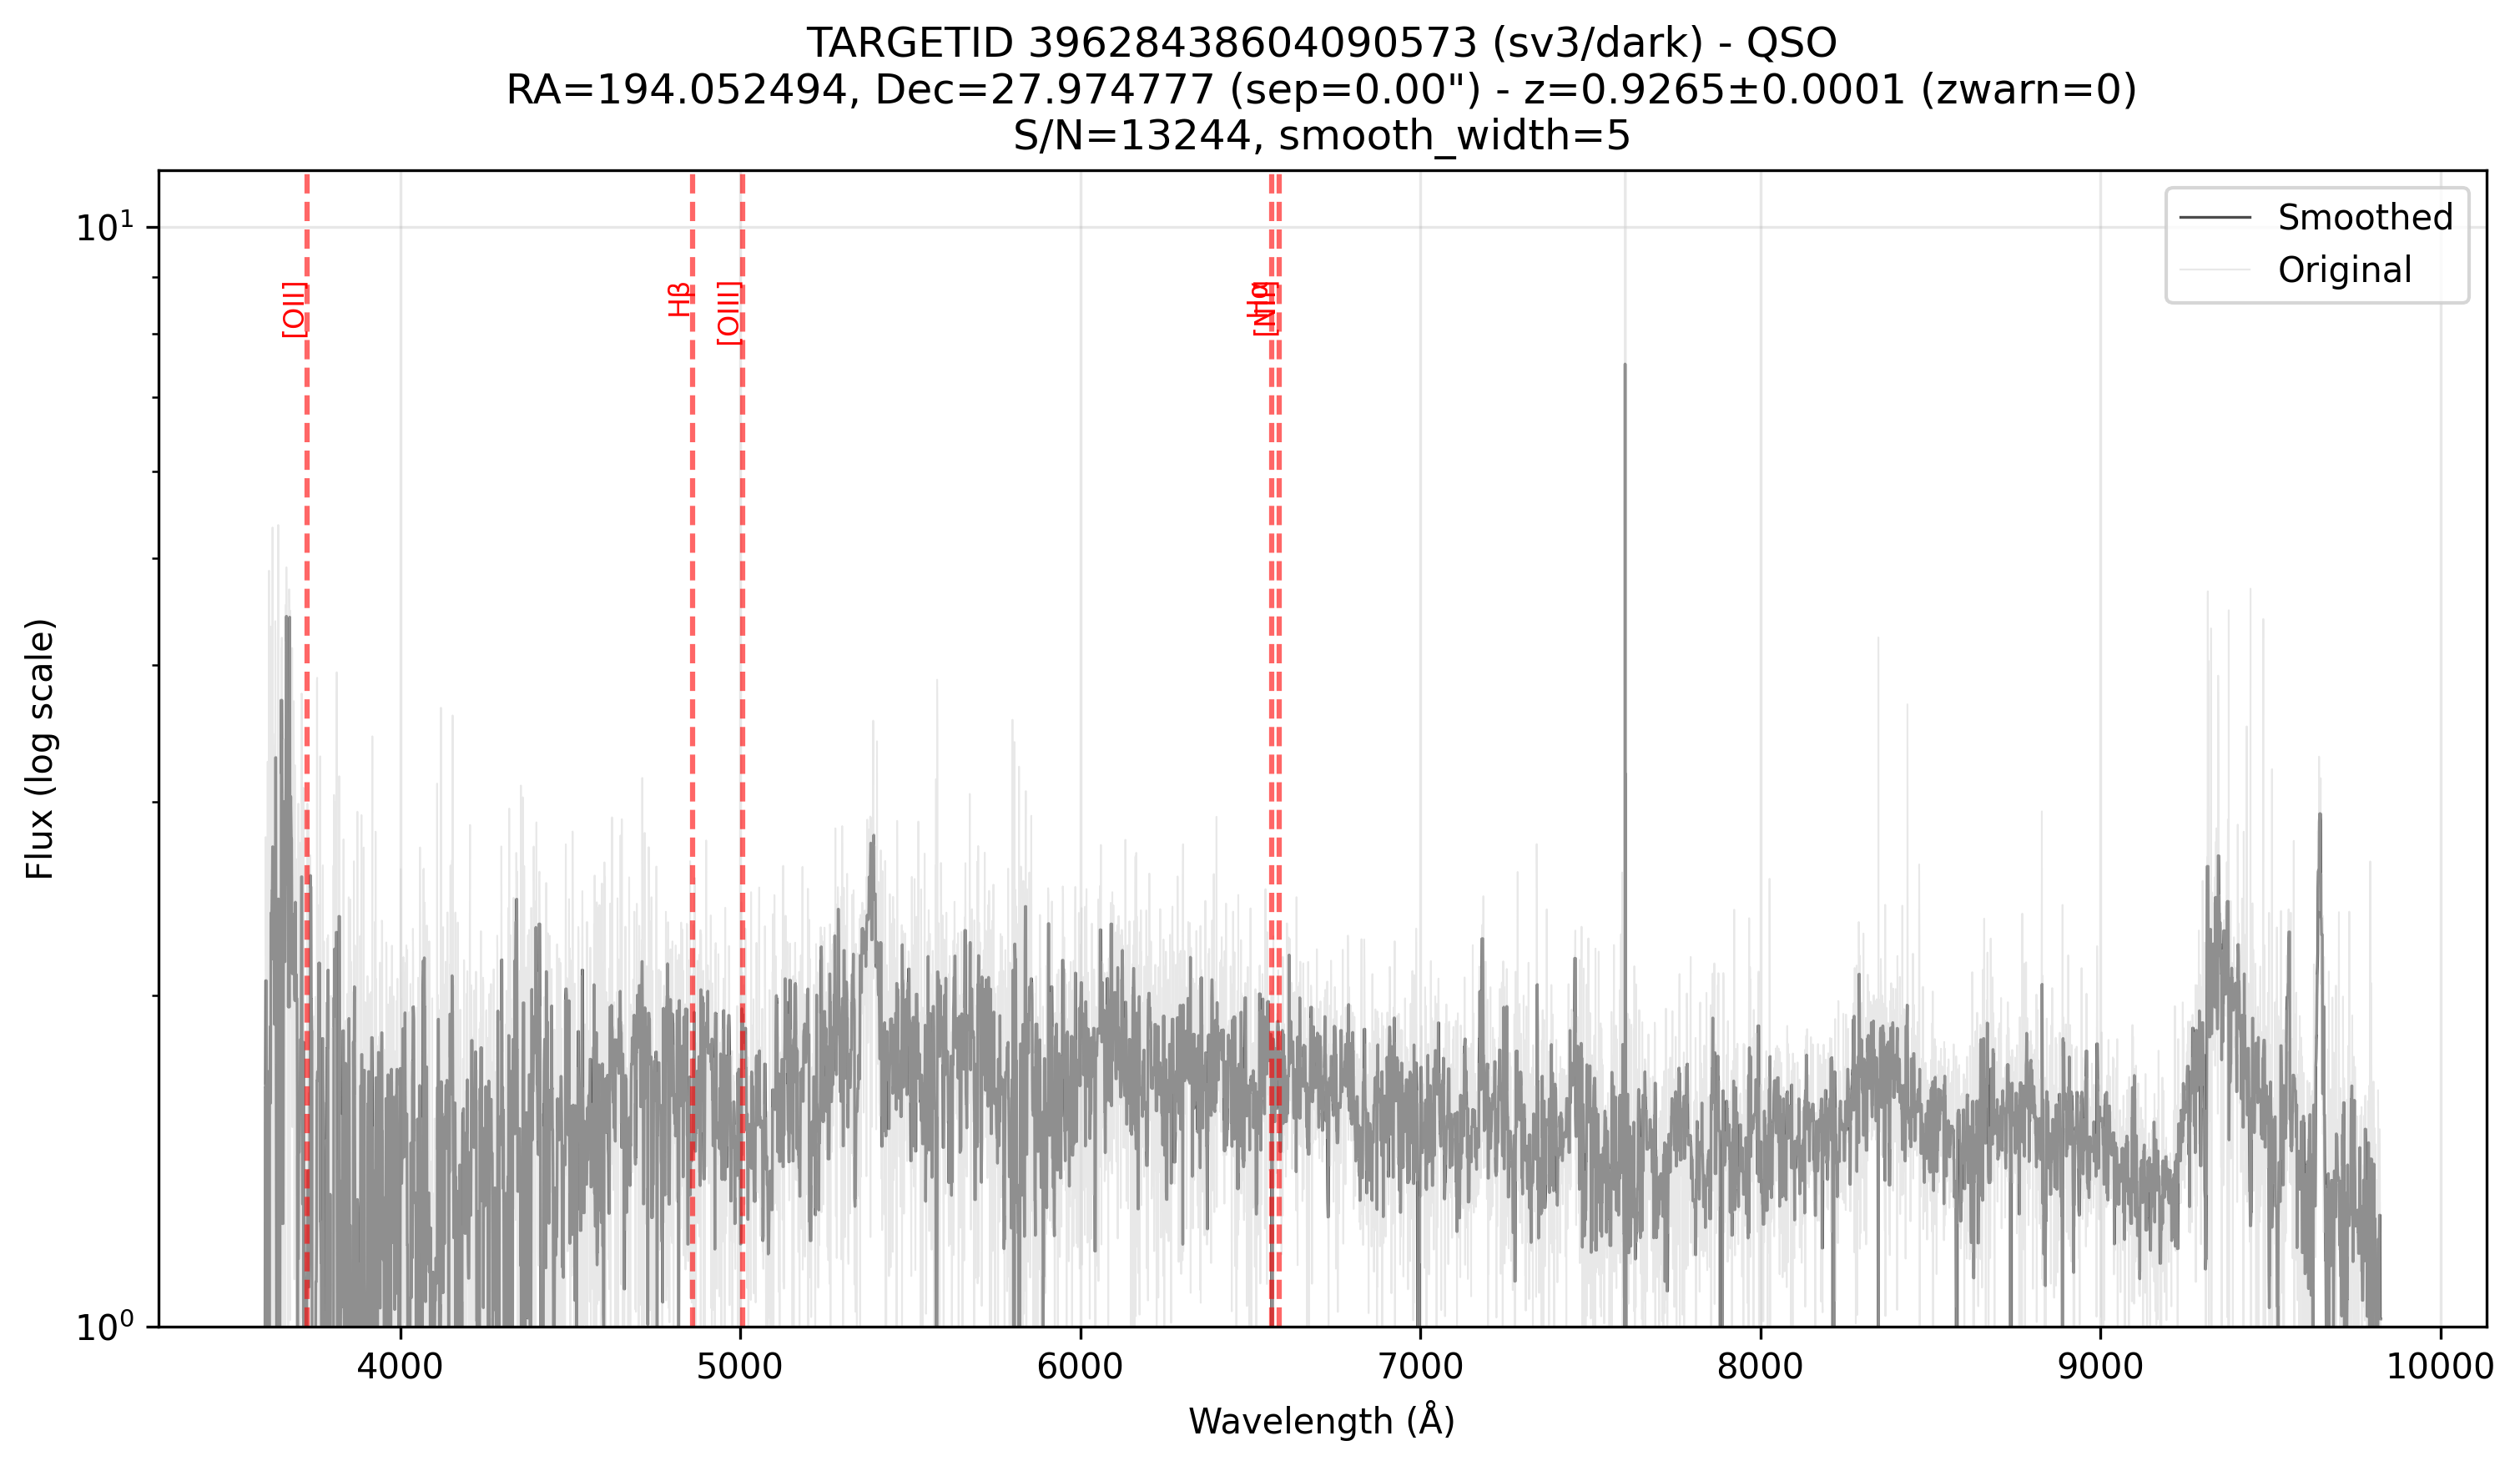 TARGETID 39628438604090573 (sv3/dark) - QSO
RA=194.052494, Dec=27.974777 (sep=0.00") - z=0.9265±0.0001 (zwarn=0)
S/N=13244, smooth_width=5
Smoothed
Original
[OII]
Hβ
[OIII]
Hα
[NII]
10¹
10⁰
Flux (log scale)
4000
5000
6000
7000
8000
9000
10000
Wavelength (Å)